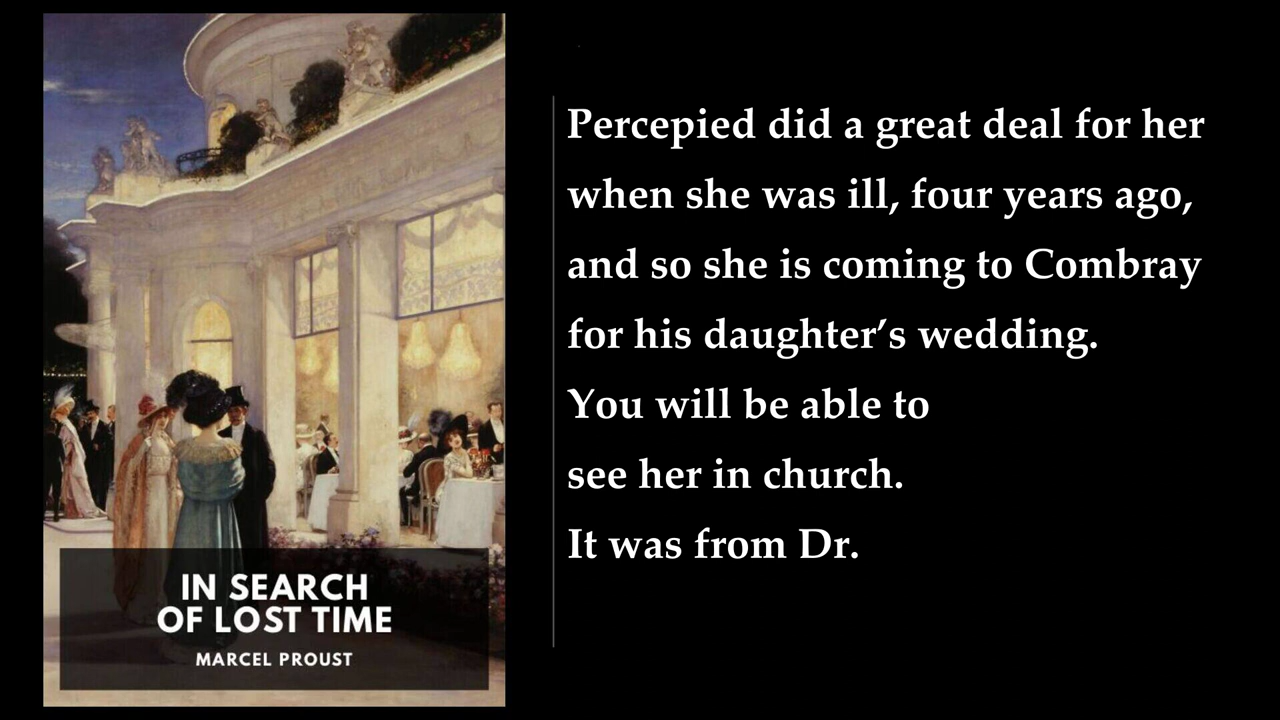 IN SEARCH
OF LOST TIME
MARCEL PROUST
Percepied did a great deal for her
when she was ill, four years ago,
and so she is coming to Combray
for his daughter’s wedding.
You will be able to
see her in church.
It was from Dr.